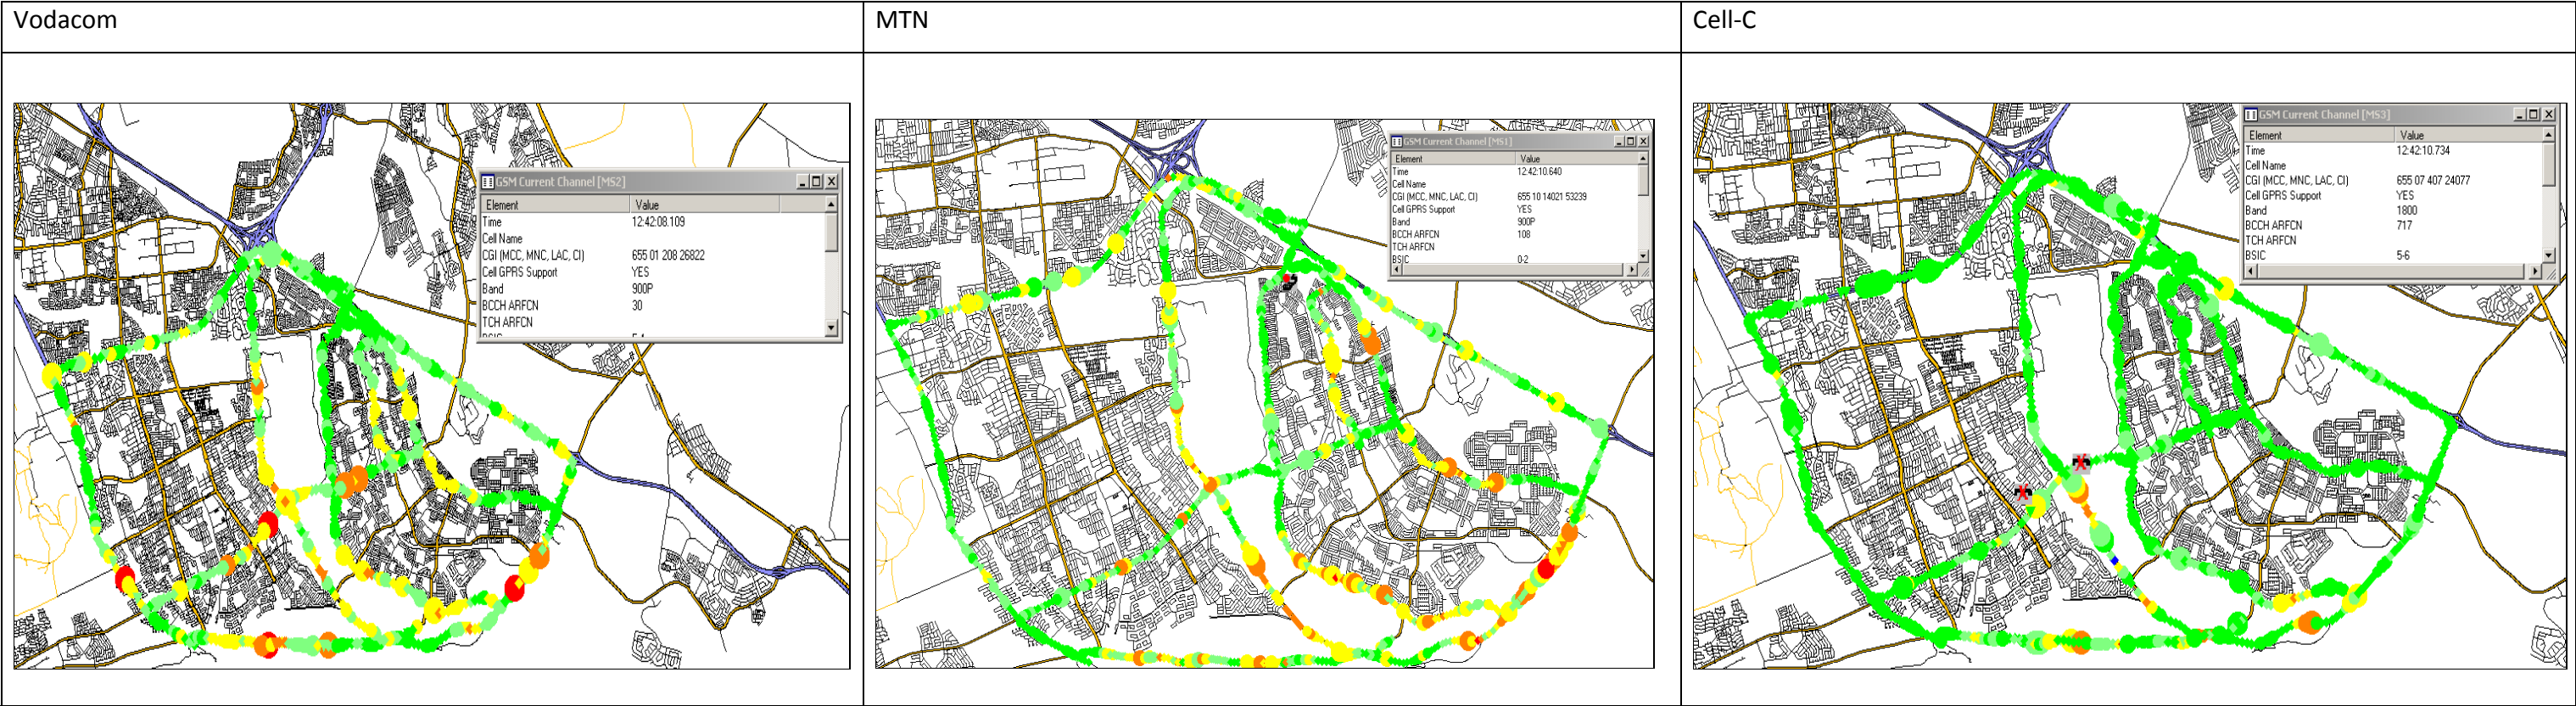 Vodacom
MTN
Cell-C
GSM Current Channel [MS2]
Element Value
Time 12:42:08.109
Cell Name
CGI (MCC, MNC, LAC, CI) 655 01 208 26822
Cell GPRS Support YES
Band 900P
BCCH ARFCN 30
TCH ARFCN
GSM Current Channel [MS1]
Element Value
Time 12:42:10.640
Cell Name
CGI (MCC, MNC, LAC, CI) 655 10 14021 53239
Cell GPRS Support YES
Band 900P
BCCH ARFCN 108
TCH ARFCN
BSIC 0-2
GSM Current Channel [MS3]
Element Value
Time 12:42:10.734
Cell Name
CGI (MCC, MNC, LAC, CI) 655 07 407 24077
Cell GPRS Support YES
Band 1800
BCCH ARFCN 717
TCH ARFCN
BSIC 5-6